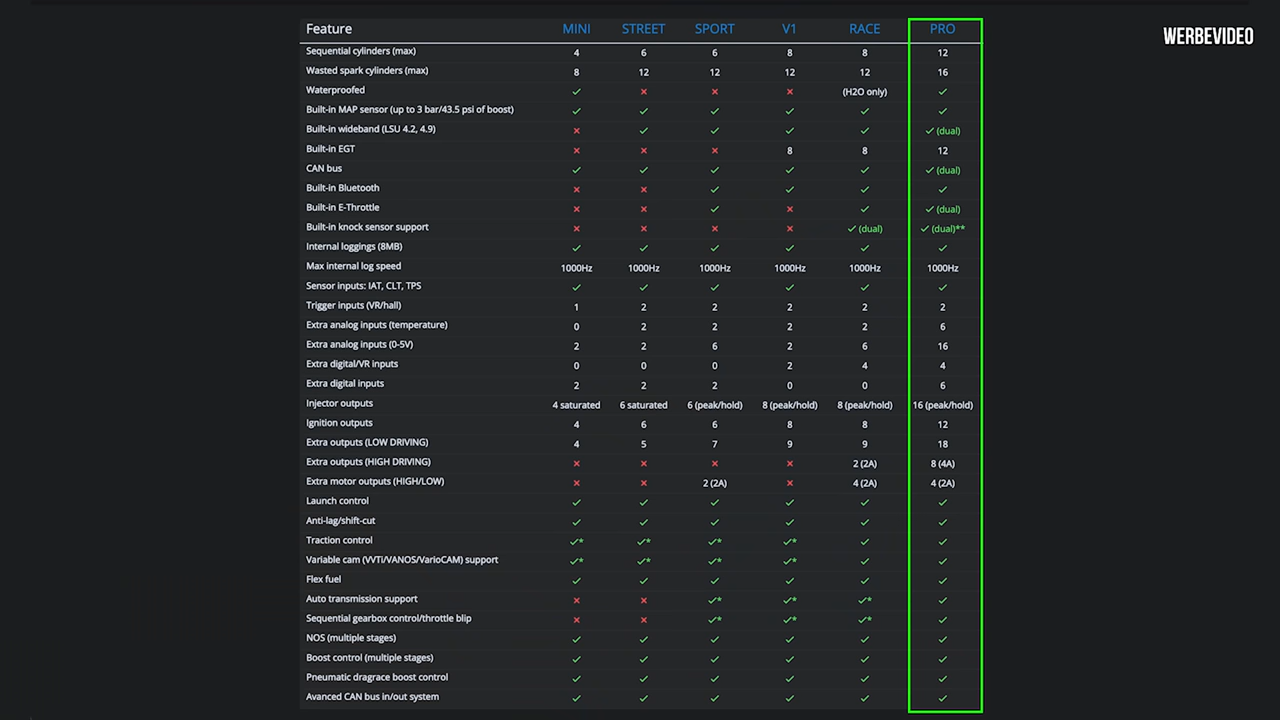 WERBEVIDEO
Feature MINI STREET SPORT V1 RACE PRO
Sequential cylinders (max) 4 6 6 8 8 12
Wasted spark cylinders (max) 8 12 12 12 12 16
Waterproofed ✓ × × × (H2O only) ✓
Built-in MAP sensor (up to 3 bar/43.5 psi of boost) ✓ ✓ ✓ ✓ ✓ ✓
Built-in wideband (LSU 4.2, 4.9) × ✓ ✓ ✓ ✓ ✓ (dual)
Built-in EGT × × × 8 8 12
CAN bus ✓ ✓ ✓ ✓ ✓ ✓ (dual)
Built-in Bluetooth × × ✓ ✓ ✓ ✓
Built-in E-Throttle × × ✓ × ✓ ✓ (dual)
Built-in knock sensor support × × × × ✓ (dual) ✓ (dual)**
Internal loggings (8MB) ✓ ✓ ✓ ✓ ✓ ✓
Max internal log speed 1000Hz 1000Hz 1000Hz 1000Hz 1000Hz 1000Hz
Sensor inputs: IAT, CLT, TPS ✓ ✓ ✓ ✓ ✓ ✓
Trigger inputs (VR/hall) 1 2 2 2 2 2
Extra analog inputs (temperature) 0 2 2 2 2 6
Extra analog inputs (0-5V) 2 2 6 2 6 16
Extra digital/VR inputs 0 0 0 2 4 4
Extra digital inputs 2 2 2 0 0 6
Injector outputs 4 saturated 6 saturated 6 (peak/hold) 8 (peak/hold) 8 (peak/hold) 16 (peak/hold)
Ignition outputs 4 6 6 8 8 12
Extra outputs (LOW DRIVING) 4 5 7 9 9 18
Extra outputs (HIGH DRIVING) × × × × 2 (2A) 8 (4A)
Extra motor outputs (HIGH/LOW) × × 2 (2A) × 4 (2A) 4 (2A)
Launch control ✓ ✓ ✓ ✓ ✓ ✓
Anti-lag/shift-cut ✓ ✓ ✓ ✓ ✓ ✓
Traction control ✓* ✓* ✓* ✓* ✓ ✓
Variable cam (VVTi/VANOS/VarioCAM) support ✓* ✓* ✓* ✓* ✓ ✓
Flex fuel ✓ ✓ ✓ ✓ ✓ ✓
Auto transmission support × × ✓* ✓* ✓* ✓
Sequential gearbox control/throttle blip × × ✓* ✓* ✓* ✓
NOS (multiple stages) ✓ ✓ ✓ ✓ ✓ ✓
Boost control (multiple stages) ✓ ✓ ✓ ✓ ✓ ✓
Pneumatic dragrace boost control ✓ ✓ ✓ ✓ ✓ ✓
Avanced CAN bus in/out system ✓ ✓ ✓ ✓ ✓ ✓